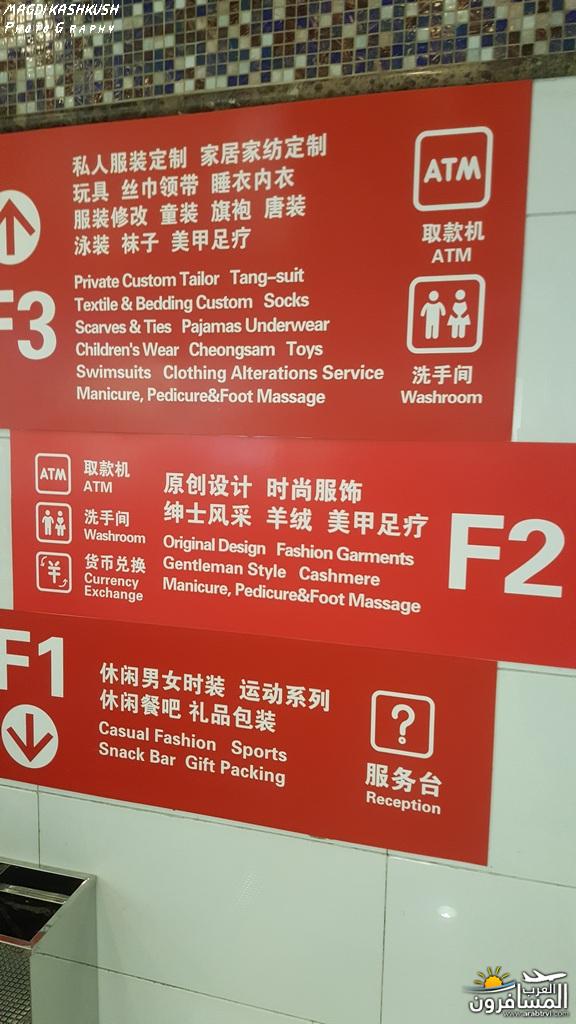 MAGDI KASHKUSH
PHOTOGRAPHY
私人服装定制 家居家纺定制
玩具 丝巾领带 睡衣内衣
服装修改 童装 旗袍 唐装
泳装 袜子 美甲足疗
F3
Private Custom Tailor Tang-suit
Textile & Bedding Custom Socks
Scarves & Ties Pajamas Underwear
Children's Wear Cheongsam Toys
Swimsuits Clothing Alterations Service
Manicure, Pedicure&Foot Massage
ATM
取款机
ATM
洗手间
Washroom
ATM
取款机
ATM
洗手间
Washroom
¥
货币兑换
Currency
Exchange
原创设计 时尚服饰
绅士风采 羊绒 美甲足疗
Original Design Fashion Garments
Gentleman Style Cashmere
Manicure, Pedicure&Foot Massage
F2
F1
休闲男女时装 运动系列
休闲餐吧 礼品包装
Casual Fashion Sports
Snack Bar Gift Packing
?
服务台
Reception
العرب
المسافرون
www.arabtrvl.com